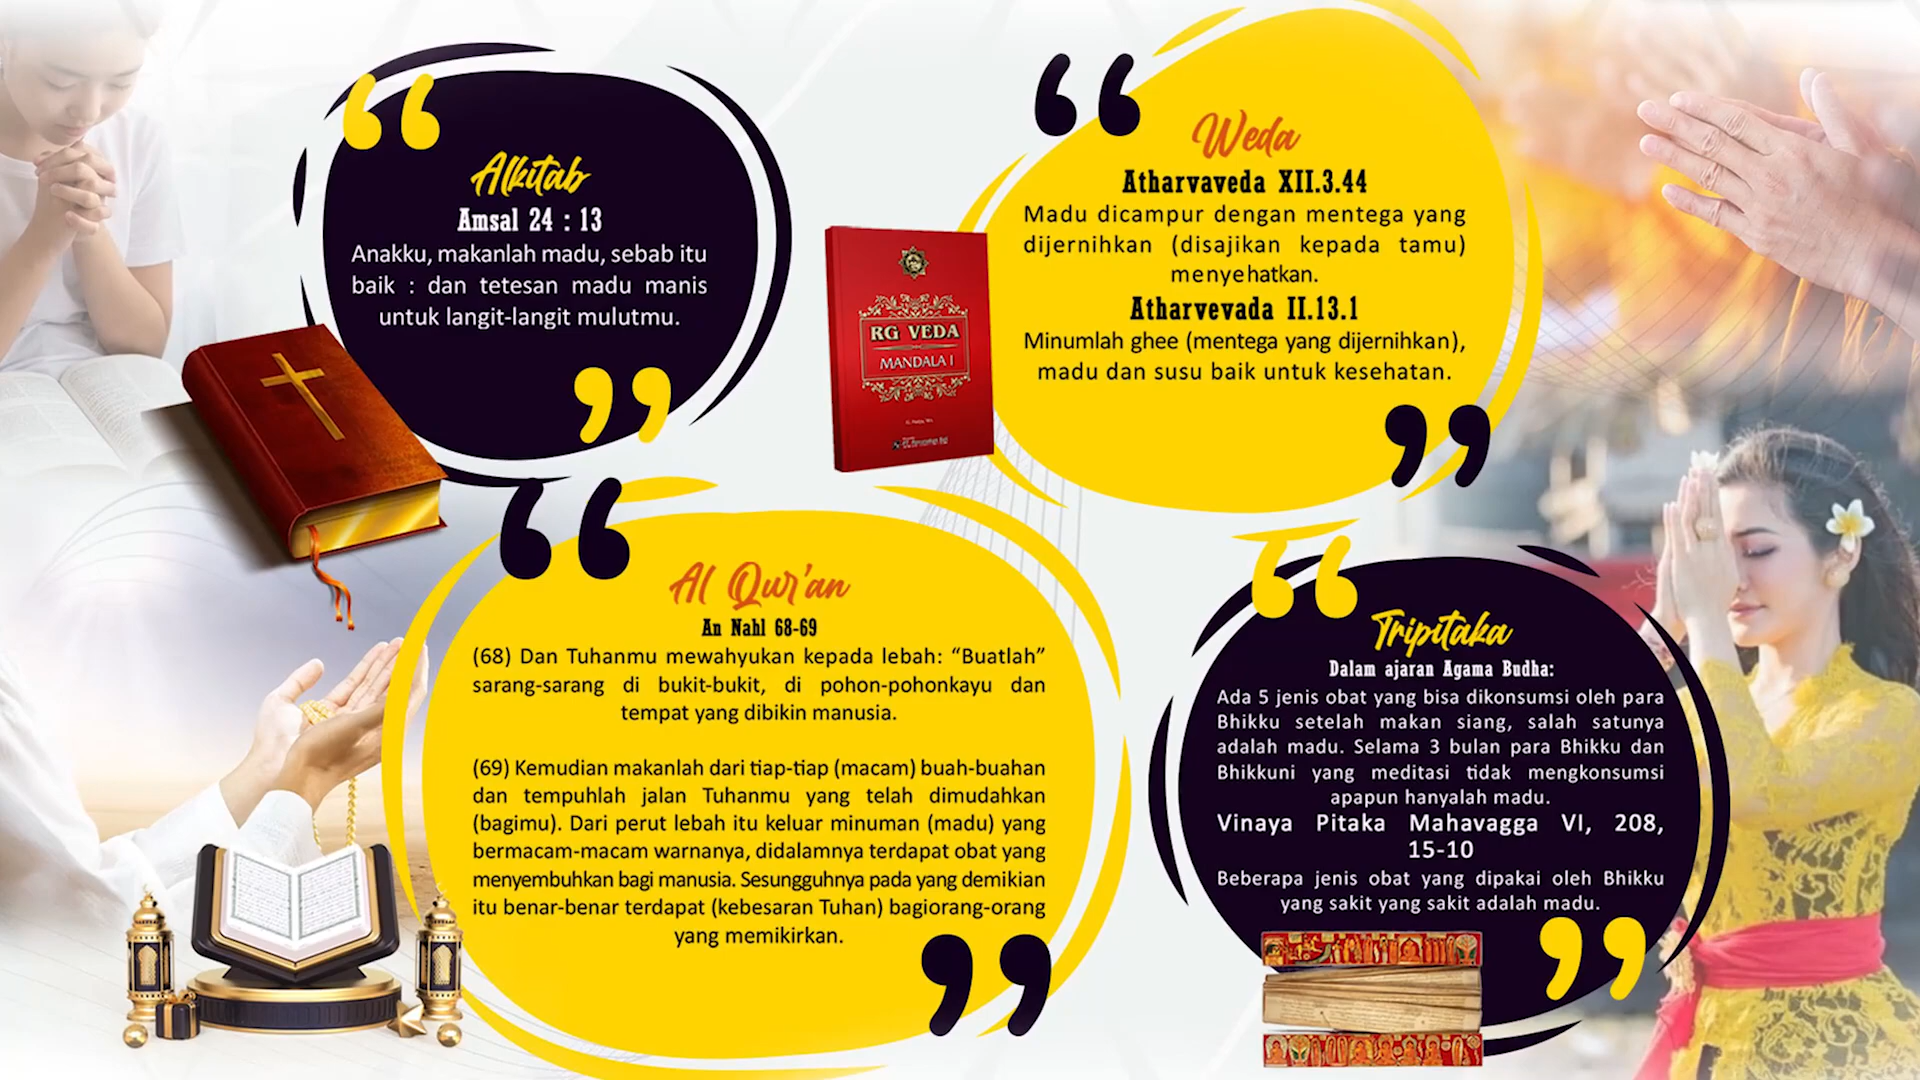 Alkitab
Amsal 24 : 13
Anakku, makanlah madu, sebab itu
baik : dan tetesan madu manis
untuk langit-langit mulutmu.
Weda
Atharvaveda XII.3.44
Madu dicampur dengan mentega yang
dijernihkan (disajikan kepada tamu)
menyehatkan.
Atharvevada II.13.1
Minumlah ghee (mentega yang dijernihkan),
madu dan susu baik untuk kesehatan.
RG VEDA
MANDALA I
Al Qur'an
An Nahl 68-69
(68) Dan Tuhanmu mewahyukan kepada lebah: “Buatlah”
sarang-sarang di bukit-bukit, di pohon-pohonkayu dan
tempat yang dibikin manusia.
(69) Kemudian makanlah dari tiap-tiap (macam) buah-buahan
dan tempuhlah jalan Tuhanmu yang telah dimudahkan
(bagimu). Dari perut lebah itu keluar minuman (madu) yang
bermacam-macam warnanya, didalamnya terdapat obat yang
menyembuhkan bagi manusia. Sesungguhnya pada yang demikian
itu benar-benar terdapat (kebesaran Tuhan) bagiorang-orang
yang memikirkan.
Tripitaka
Dalam ajaran Agama Budha:
Ada 5 jenis obat yang bisa dikonsumsi oleh para
Bhikku setelah makan siang, salah satunya
adalah madu. Selama 3 bulan para Bhikku dan
Bhikkuni yang meditasi tidak mengkonsumsi
apapun hanyalah madu.
Vinaya Pitaka Mahavagga VI, 208,
15-10
Beberapa jenis obat yang dipakai oleh Bhikku
yang sakit yang sakit adalah madu.